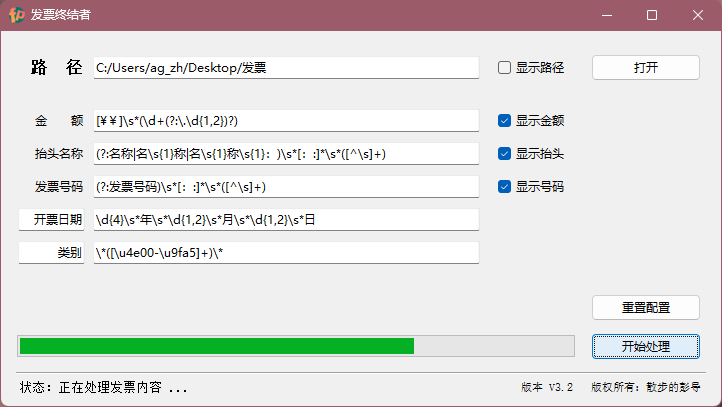 发票终结者
路 径 C:/Users/ag_zh/Desktop/发票 显示路径 打开
金 额 [¥￥]\s*(\d+(?:\.\d{1,2})?) 显示金额
抬头名称 (?:名称|名\s{1}称|名\s{1}称\s{1}：)\s*[：:]*\s*([^\s]+) 显示抬头
发票号码 (?:发票号码)\s*[：:]*\s*([^\s]+) 显示号码
开票日期 \d{4}\s*年\s*\d{1,2}\s*月\s*\d{1,2}\s*日
类别 \*([\u4e00-\u9fa5]+)\*
重置配置
开始处理
状态：正在处理发票内容 ... 版本 V3.2 版权所有：散步的彭导